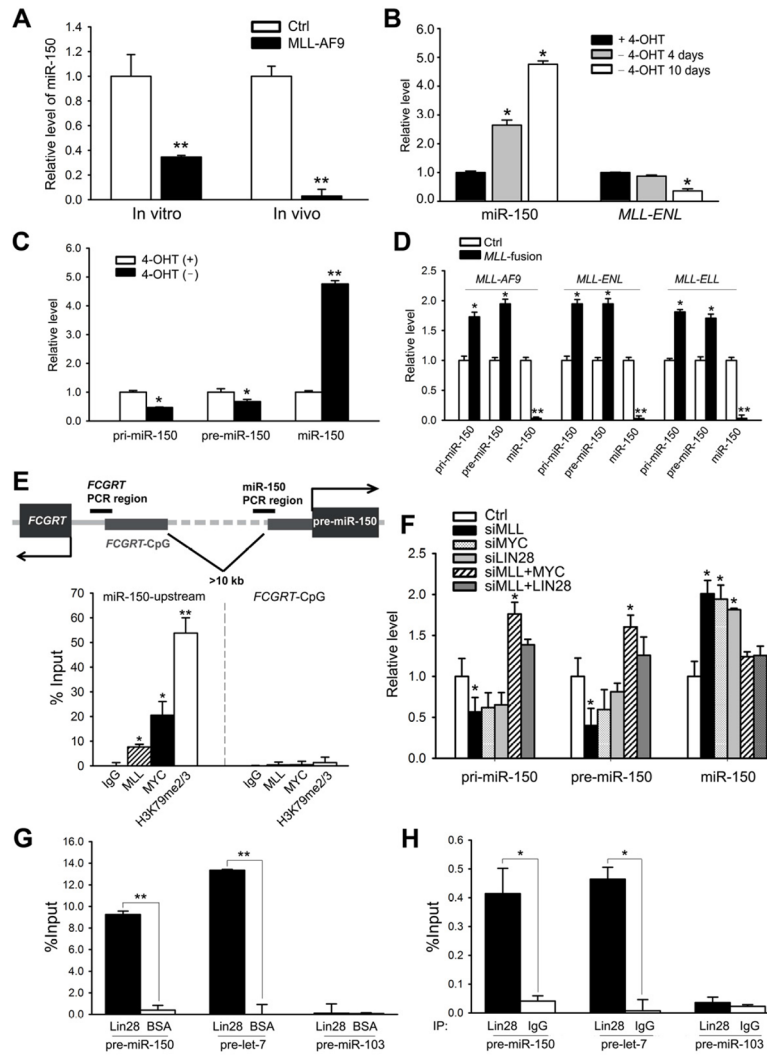 A
Relative level of miR-150
1.4
1.2
1.0
0.8
0.6
0.4
0.2
0.0
Ctrl
MLL-AF9
**
**
In vitro
In vivo
B
Relative level
6.0
5.0
4.0
3.0
2.0
1.0
0.0
+ 4-OHT
− 4-OHT 4 days
− 4-OHT 10 days
*
*
*
miR-150
MLL-ENL
C
Relative level
6.0
5.0
4.0
3.0
2.0
1.0
0.0
4-OHT (+)
4-OHT (−)
*
*
**
pri-miR-150
pre-miR-150
miR-150
D
Relative level
2.5
2.0
1.5
1.0
0.5
0.0
Ctrl
MLL-fusion
MLL-AF9
MLL-ENL
MLL-ELL
* * **
* * **
* * **
pri-miR-150
pre-miR-150
miR-150
pri-miR-150
pre-miR-150
miR-150
pri-miR-150
pre-miR-150
miR-150
E
FCGRT
PCR region
miR-150
PCR region
FCGRT
pre-miR-150
FCGRT-CpG
>10 kb
miR-150-upstream
FCGRT-CpG
% Input
70
60
50
40
30
20
10
0
*
*
**
IgG
MLL
MYC
H3K79me2/3
IgG
MLL
MYC
H3K79me2/3
F
Ctrl
siMLL
siMYC
siLIN28
siMLL+MYC
siMLL+LIN28
Relative level
2.5
2.0
1.5
1.0
0.5
0.0
* *
* *
* * *
pri-miR-150
pre-miR-150
miR-150
G
%Input
16.0
14.0
12.0
10.0
8.0
6.0
4.0
2.0
0.0
**
**
Lin28 BSA Lin28 BSA Lin28 BSA
pre-miR-150
pre-let-7
pre-miR-103
H
%Input
0.6
0.5
0.4
0.3
0.2
0.1
0.0
*
*
IP: Lin28 IgG Lin28 IgG Lin28 IgG
pre-miR-150
pre-let-7
pre-miR-103